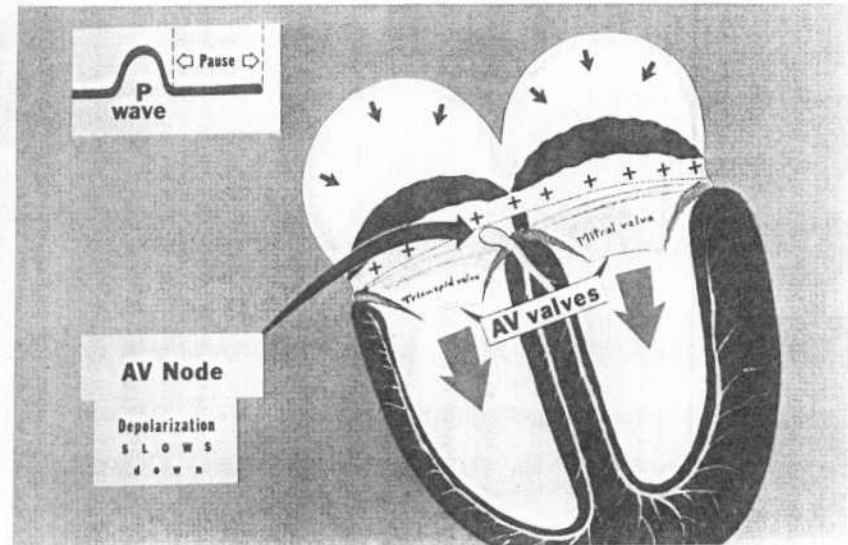 Pause
P
wave
+ + + + + + + + + +
Mitral valve
Tricuspid valve
AV valves
AV Node
Depolarization
SLOWS
down